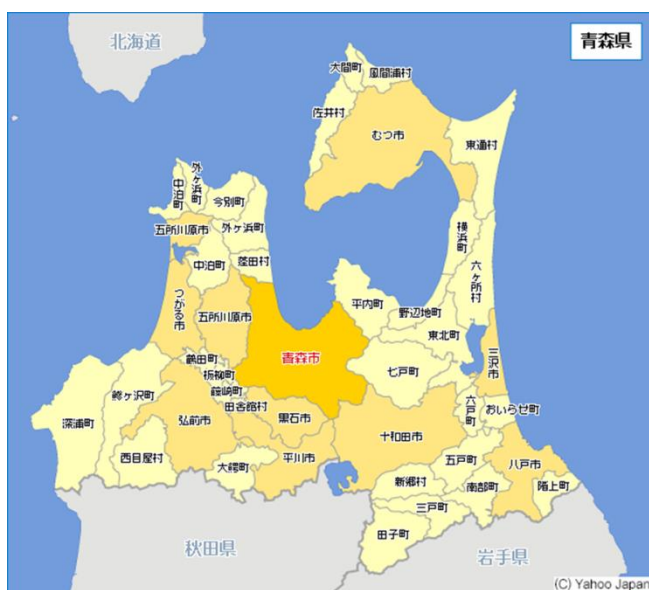 北海道
青森県
大間町
風間浦村
佐井村
むつ市
東通村
外ヶ浜町
中泊町
今別町
五所川原市
外ヶ浜町
蓬田村
中泊町
横浜町
六ヶ所村
つがる市
五所川原市
平内町
野辺地町
東北町
青森市
三沢市
鶴田町
七戸町
板柳町
藤崎町
鰺ヶ沢町
田舎館村
六戸町
おいらせ町
深浦町
弘前市
黒石市
十和田市
西目屋村
大鰐町
平川市
五戸町
八戸市
新郷村
南部町
階上町
三戸町
田子町
秋田県
岩手県
(C) Yahoo Japan